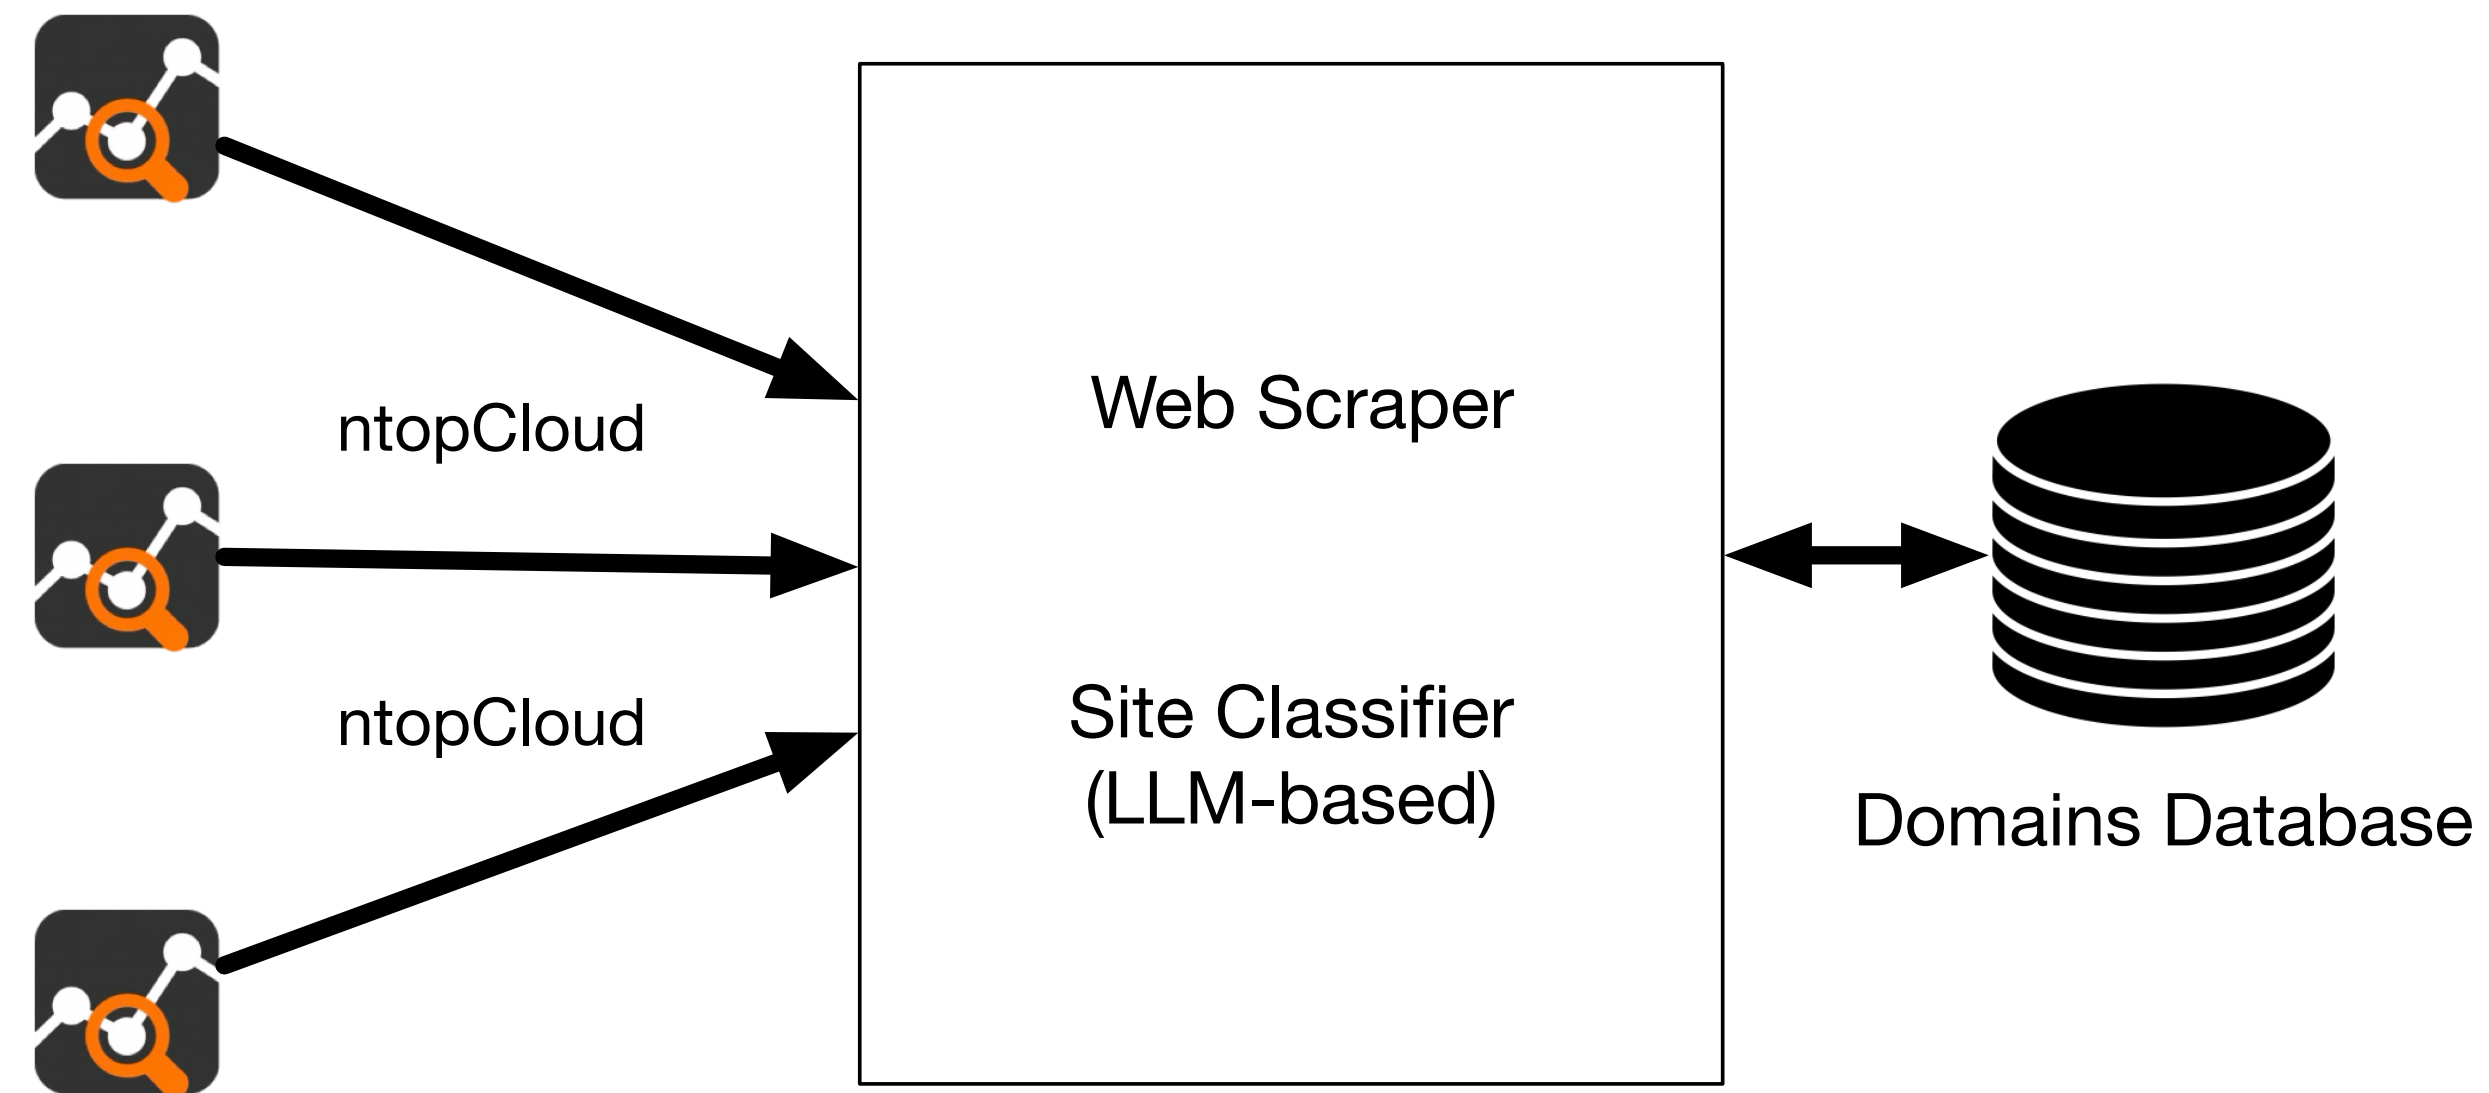 ntopCloud
ntopCloud
Web Scraper
Site Classifier
(LLM-based)
Domains Database